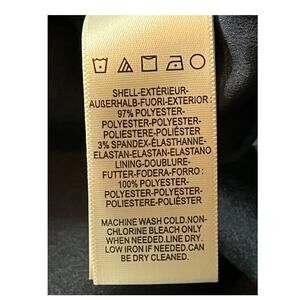 SHELL-EXTÉRIEUR-
AUßERHALB-FUORI-EXTERIOR
97% POLYESTER-
POLYESTER-POLYESTER-
POLIESTERE-POLIÉSTER
3% SPANDEX-ÉLASTHANNE-
ELASTAN-ELASTAN-ELASTANO
LINING-DOUBLURE-
FUTTER-FODERA-FORRO:
100% POLYESTER-
POLYESTER-POLYESTER-
POLIESTERE-POLIÉSTER
MACHINE WASH COLD.NON-
CHLORINE BLEACH ONLY
WHEN NEEDED.LINE DRY.
LOW IRON IF NEEDED.CAN
BE DRY CLEANED.